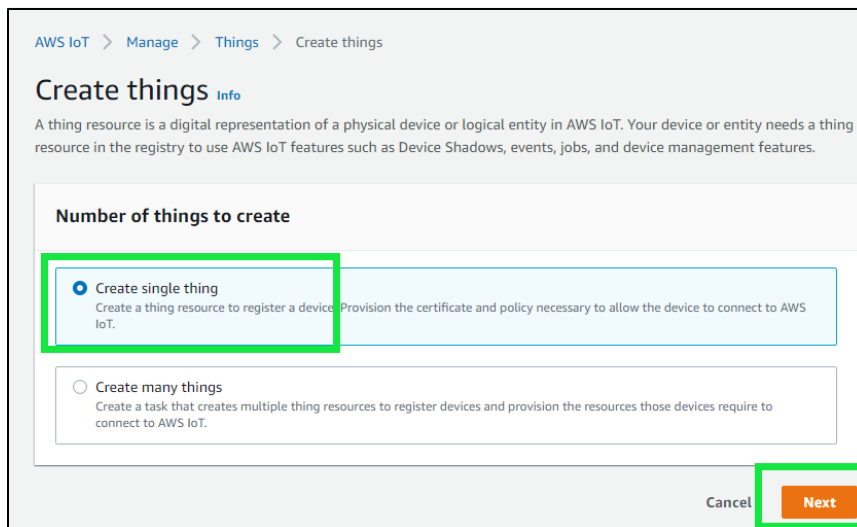 AWS IoT > Manage > Things > Create things
Create things Info
A thing resource is a digital representation of a physical device or logical entity in AWS IoT. Your device or entity needs a thing
resource in the registry to use AWS IoT features such as Device Shadows, events, jobs, and device management features.
Number of things to create
Create single thing
Create a thing resource to register a device. Provision the certificate and policy necessary to allow the device to connect to AWS
IoT.
Create many things
Create a task that creates multiple thing resources to register devices and provision the resources those devices require to
connect to AWS IoT.
Cancel Next